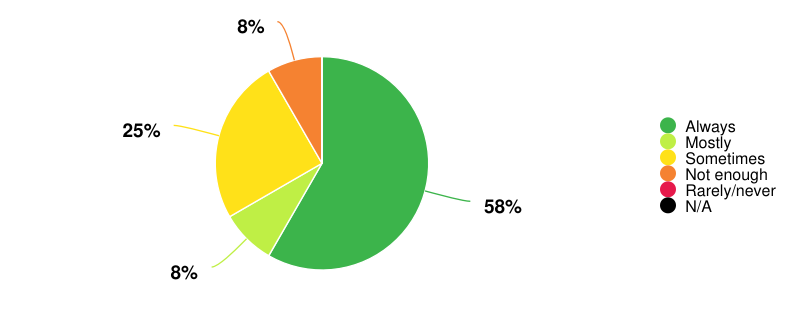 8%
25%
58%
8%
Always
Mostly
Sometimes
Not enough
Rarely/never
N/A